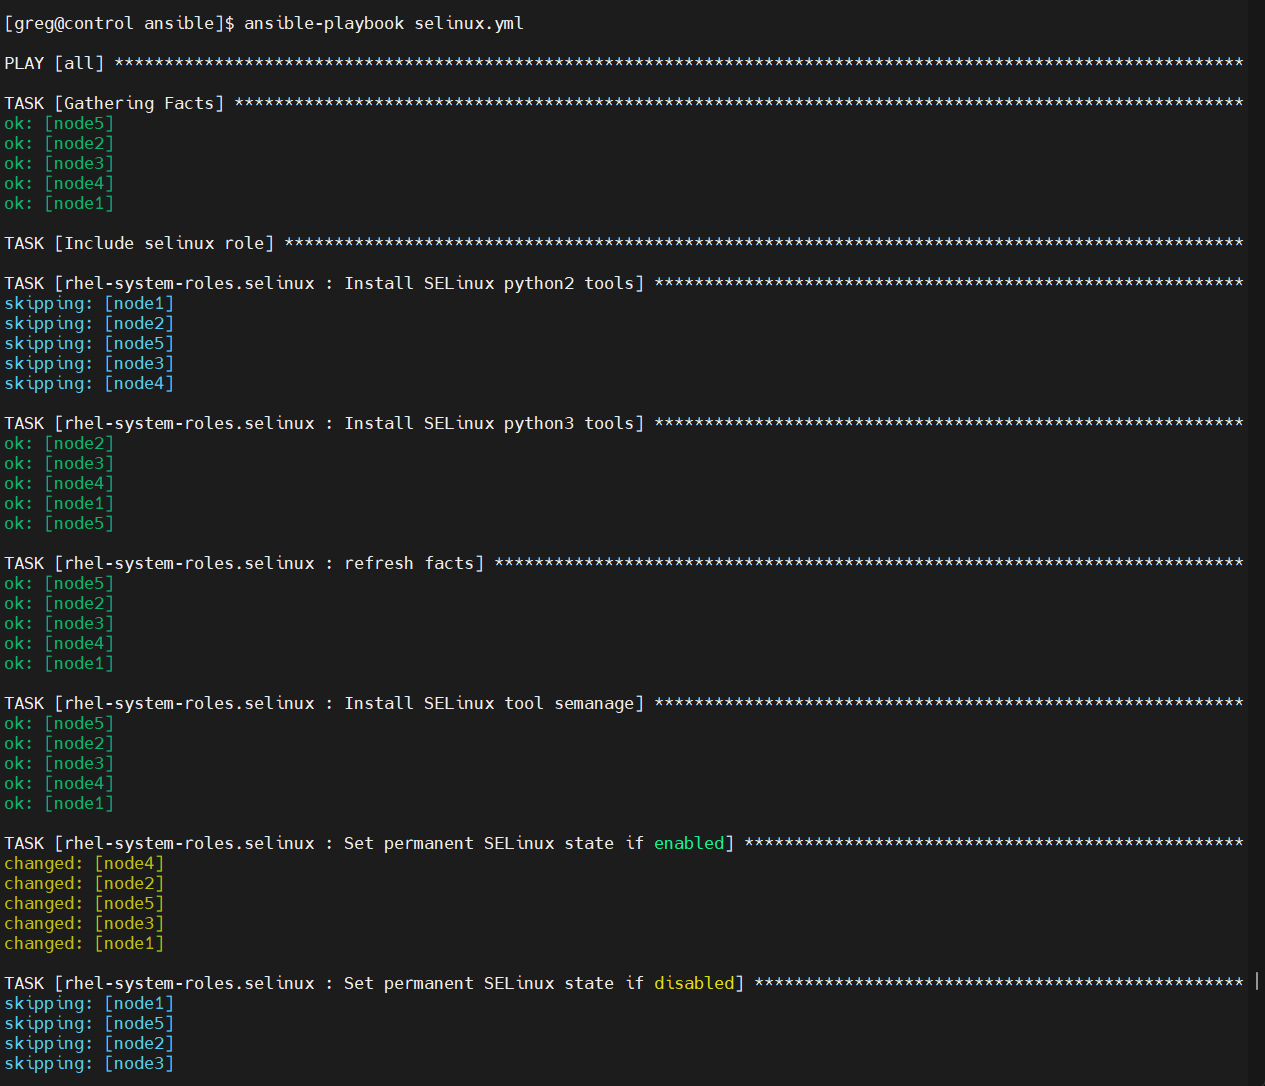 [greg@control ansible]$ ansible-playbook selinux.yml
PLAY [all] *****************************************************************************************************************
TASK [Gathering Facts] *****************************************************************************************************
ok: [node5]
ok: [node2]
ok: [node3]
ok: [node4]
ok: [node1]
TASK [Include selinux role] ************************************************************************************************
TASK [rhel-system-roles.selinux : Install SELinux python2 tools] ***********************************************************
skipping: [node1]
skipping: [node2]
skipping: [node5]
skipping: [node3]
skipping: [node4]
TASK [rhel-system-roles.selinux : Install SELinux python3 tools] ***********************************************************
ok: [node2]
ok: [node3]
ok: [node4]
ok: [node1]
ok: [node5]
TASK [rhel-system-roles.selinux : refresh facts] ***************************************************************************
ok: [node5]
ok: [node2]
ok: [node3]
ok: [node4]
ok: [node1]
TASK [rhel-system-roles.selinux : Install SELinux tool semanage] ***********************************************************
ok: [node5]
ok: [node2]
ok: [node3]
ok: [node4]
ok: [node1]
TASK [rhel-system-roles.selinux : Set permanent SELinux state if enabled] **************************************************
changed: [node4]
changed: [node2]
changed: [node5]
changed: [node3]
changed: [node1]
TASK [rhel-system-roles.selinux : Set permanent SELinux state if disabled] *************************************************
skipping: [node1]
skipping: [node5]
skipping: [node2]
skipping: [node3]